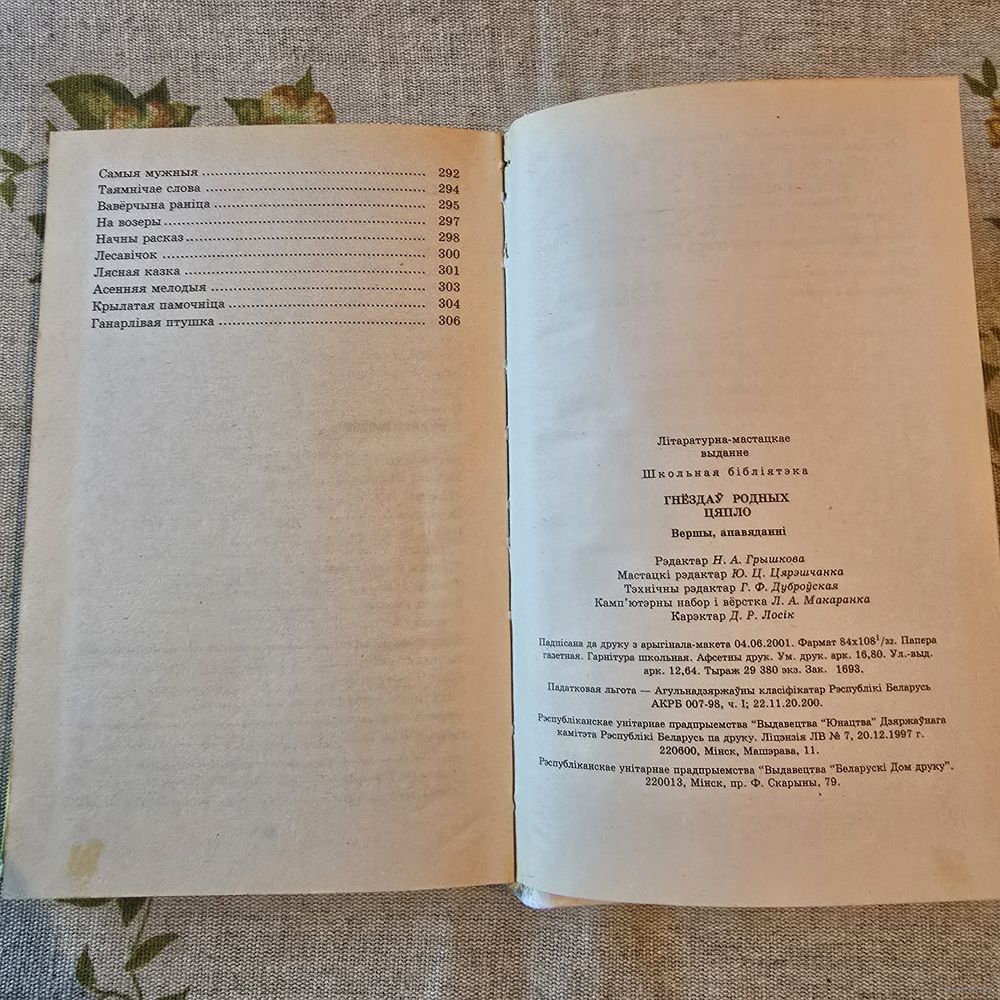 Самыя мужныя ........ 292
Таямнічае слова ........ 294
Вавёрчына раніца ........ 295
На возеры ........ 297
Начны расказ ........ 298
Лесавічок ........ 300
Лясная казка ........ 301
Асенняя мелодыя ........ 303
Крылатая памочніца ........ 304
Ганарлівая птушка ........ 306
Літаратурна-мастацкае
выданне
Школьная бібліятэка
ГНЁЗДАЎ РОДНЫХ
ЦЯПЛО
Вершы, апавяданні
Рэдактар Н. А. Грышкова
Мастацкі рэдактар Ю. Ц. Цярэшчанка
Тэхнічны рэдактар Г. Ф. Дуброўская
Камп'ютэрны набор і вёрстка Л. А. Макаранка
Карэктар Д. Р. Лосік
Падпісана да друку з арыгінала-макета 04.06.2001. Фармат 84х108¹/₃₂. Папера
газетная. Гарнітура школьная. Афсетны друк. Ум. друк. арк. 16,80. Ул.-выд.
арк. 12,64. Тыраж 29 380 экз. Зак. 1693.
Падатковая льгота — Агульнадзяржаўны класіфікатар Рэспублікі Беларусь
АКРБ 007-98, ч. I; 22.11.20.200.
Рэспубліканскае унітарнае прадпрыемства "Выдавецтва "Юнацтва" Дзяржаўнага
камітэта Рэспублікі Беларусь па друку. Ліцэнзія ЛВ № 7, 20.12.1997 г.
220600, Мінск, Машэрава, 11.
Рэспубліканскае унітарнае прадпрыемства "Выдавецтва "Беларускі Дом друку".
220013, Мінск, пр. Ф. Скарыны, 79.